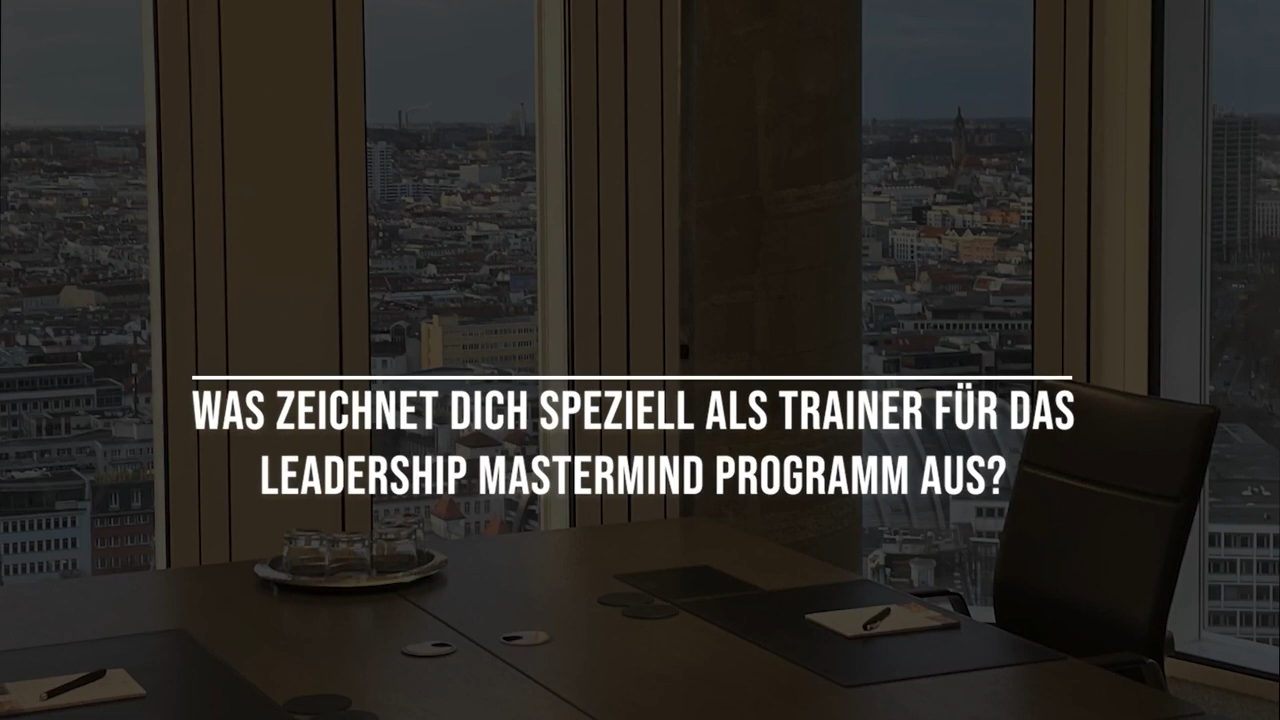 WAS ZEICHNET DICH SPEZIELL ALS TRAINER FÜR DAS
LEADERSHIP MASTERMIND PROGRAMM AUS?